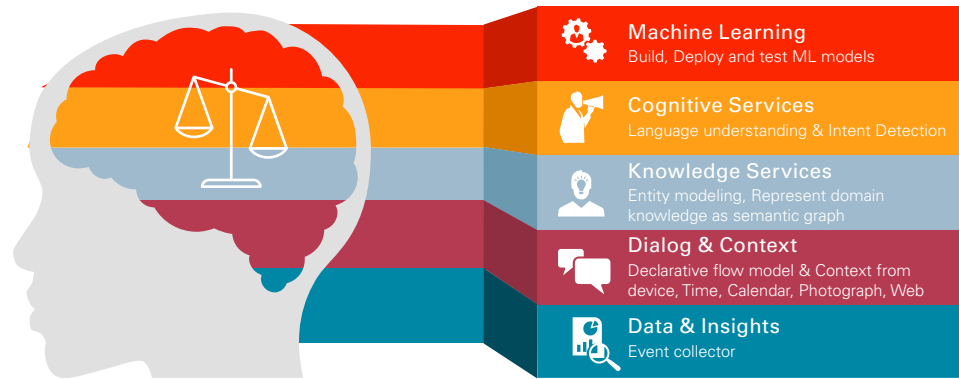 Machine Learning
Build, Deploy and test ML models
Cognitive Services
Language understanding & Intent Detection
Knowledge Services
Entity modeling, Represent domain
knowledge as semantic graph
Dialog & Context
Declarative flow model & Context from
device, Time, Calendar, Photograph, Web
Data & Insights
Event collector